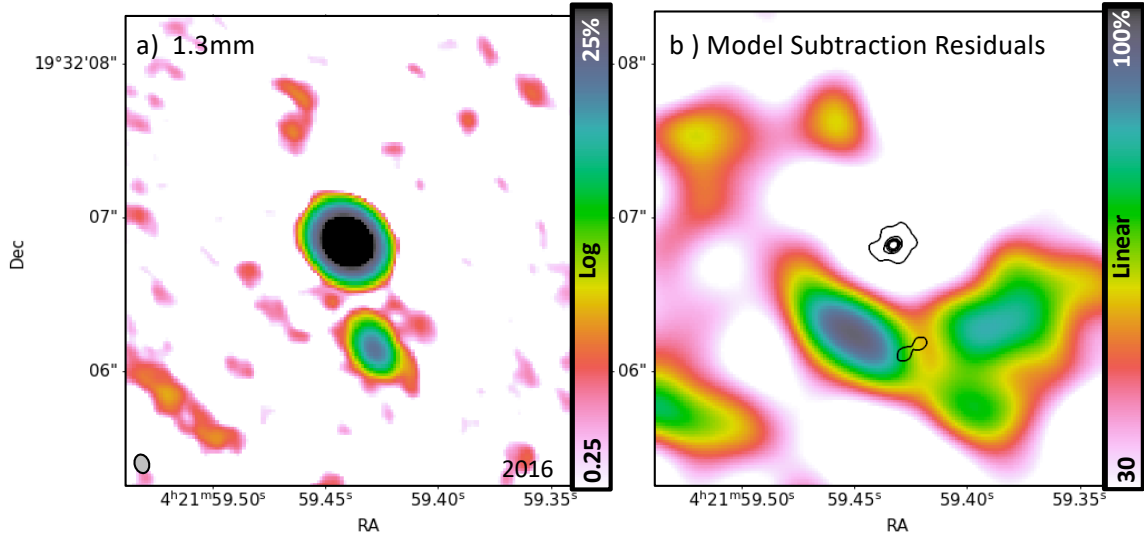 a) 1.3mm
25%
Log
0.25
19°32'08"
07"
06"
Dec
2016
4ʰ21ᵐ59.50ˢ
59.45ˢ
59.40ˢ
59.35ˢ
RA
b ) Model Subtraction Residuals
100%
Linear
30
08"
07"
06"
4ʰ21ᵐ59.50ˢ
59.45ˢ
59.40ˢ
59.35ˢ
RA